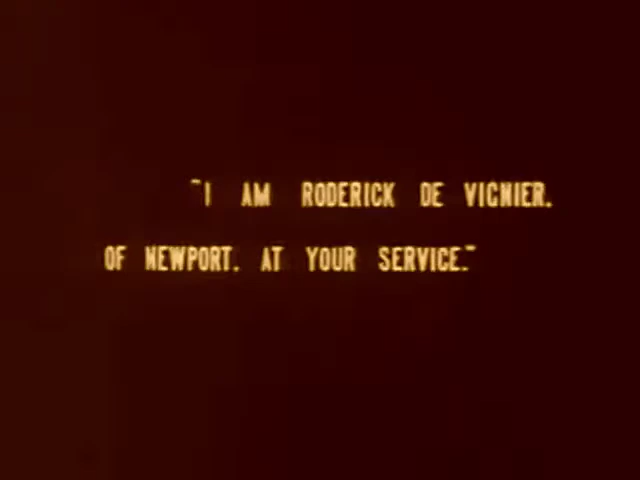 "I AM RODERICK DE VIGNIER,
OF NEWPORT, AT YOUR SERVICE."